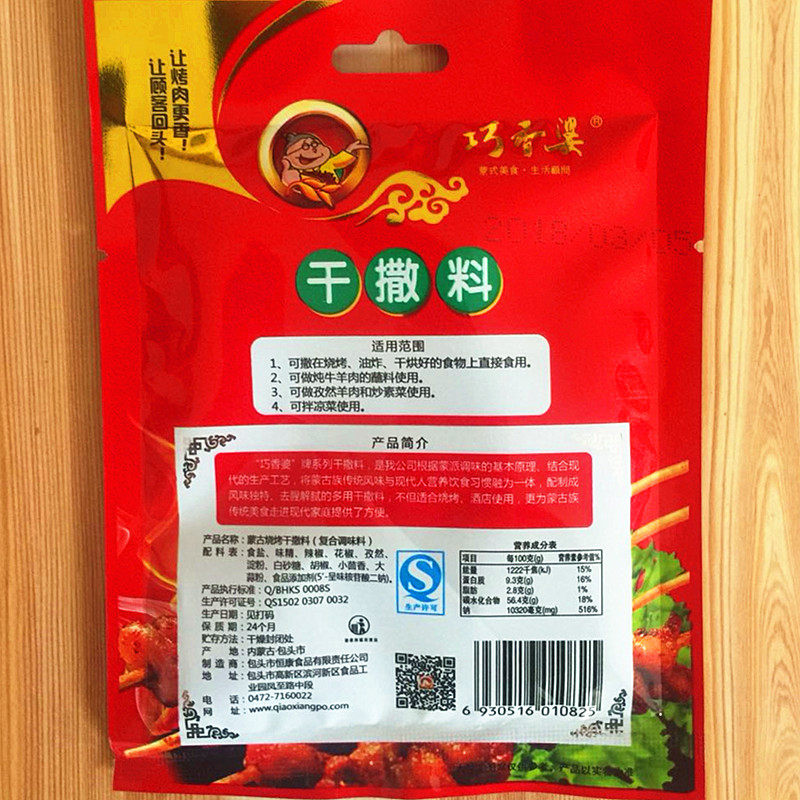 让烤肉更香！
让顾客回头！
巧香婆®
蒙式美食·生活顾问
2018/03/05
干撒料
适用范围
1、可撒在烧烤、油炸、干烘好的食物上直接食用。
2、可做炖牛羊肉的蘸料使用。
3、可做孜然羊肉和炒素菜使用。
4、可拌凉菜使用。
产品简介
“巧香婆”牌系列干撒料，是我公司根据蒙派调味的基本原理、结合现
代的生产工艺，将蒙古族传统风味与现代人营养饮食习惯融为一体，配制成
风味独特、去腥解腻的多用干撒料，不但适合烧烤、酒店使用，更为蒙古族
传统美食走进现代家庭提供了方便。
产品名称：蒙古烧烤干撒料（复合调味料）
配料表：食盐、味精、辣椒、花椒、孜然、
淀粉、白砂糖、胡椒、小茴香、大
蒜粉、食品添加剂(5'-呈味核苷酸二钠)。
产品执行标准：Q/BHKS 0008S
生产许可证号：QS1502 0307 0032
生产日期：见打码
保质期：24个月
贮存方法：干燥封闭处
产地：内蒙古·包头市
制造商：包头市恒康食品有限责任公司
地址：包头市高新区滨河新区食品工
业园凤至路中段
电话：0472-7160022
网址：www.qiaoxiangpo.com
生产许可
营养成分表
项目 每100克(g) 营养素参考值%
能量 1222千焦(kJ) 15%
蛋白质 9.3克(g) 16%
脂肪 2.8克(g) 1%
碳水化合物 56.4克(g) 18%
钠 10320毫克(mg) 516%
6 930516 010825